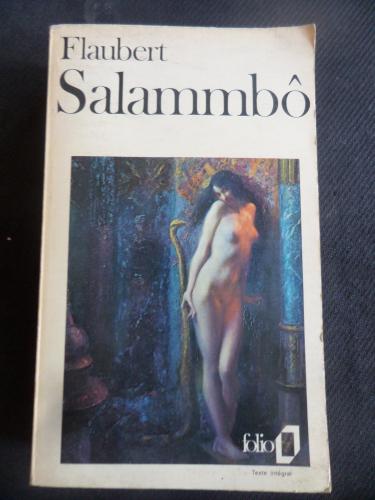 Flaubert
Salammbô
folio
Texte intégral